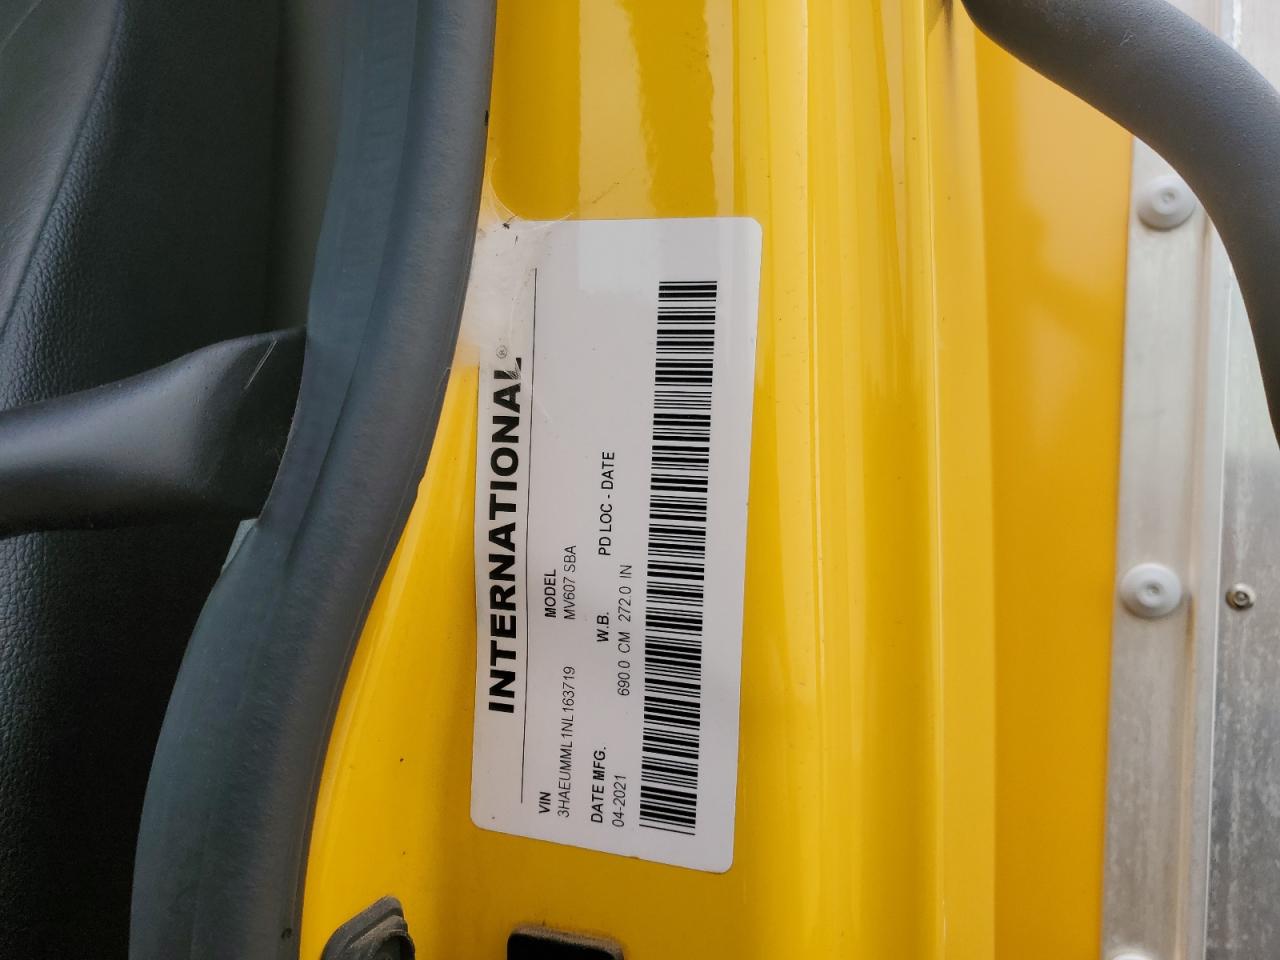 INTERNATIONAL®
VIN MODEL
3HAEUMML1NL163719 MV607 SBA
DATE MFG. W.B. PD LOC - DATE
04-2021 690.0 CM 272.0 IN